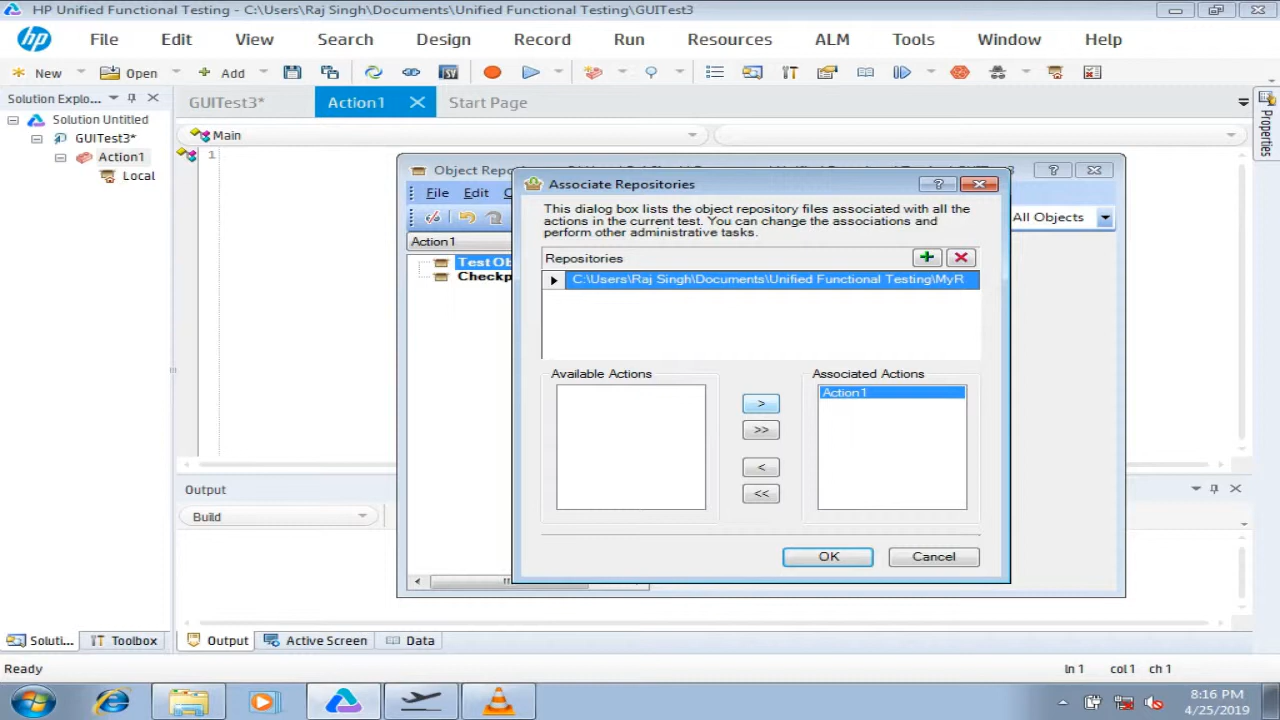 HP Unified Functional Testing - C:\Users\Raj Singh\Documents\Unified Functional Testing\GUITest3
hp File Edit View Search Design Record Run Resources ALM Tools Window Help
New Open Add
Solution Explo...
GUITest3* Action1 Start Page
Properties
Solution Untitled
GUITest3*
Action1
Local
Main
1
Object Repo
File Edit
All Objects
Action1
Test Ob
Checkp
Associate Repositories
This dialog box lists the object repository files associated with all the
actions in the current test. You can change the associations and
perform other administrative tasks.
Repositories
C:\Users\Raj Singh\Documents\Unified Functional Testing\MyR
Available Actions
Associated Actions
Action1
>
>>
<
<<
OK Cancel
Output
Build
Soluti... Toolbox Output Active Screen Data
Ready ln 1 col 1 ch 1
8:16 PM
4/25/2019